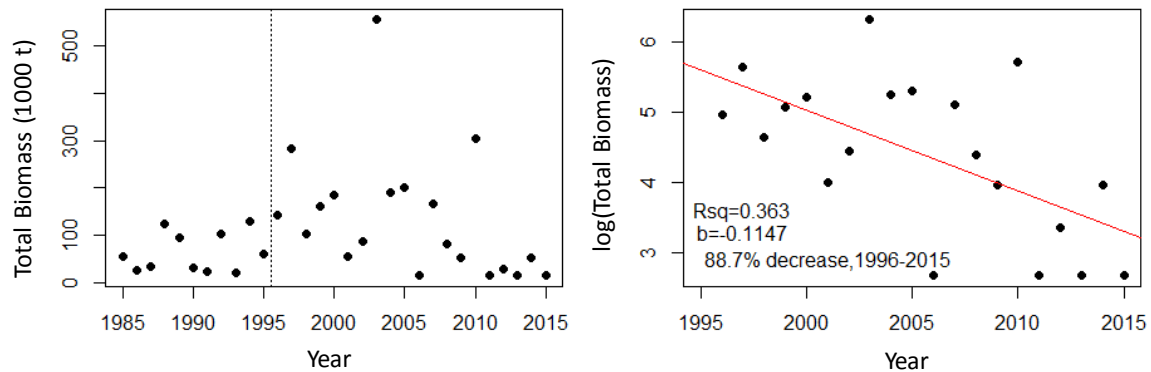 Total Biomass (1000 t)
500
300
100
0
1985 1990 1995 2000 2005 2010 2015
Year
log(Total Biomass)
6
5
4
3
Rsq=0.363
b=-0.1147
88.7% decrease,1996-2015
1995 2000 2005 2010 2015
Year